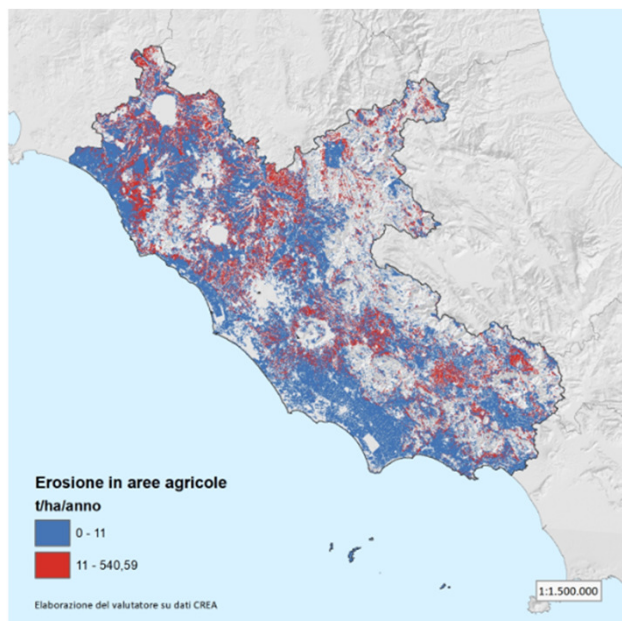 Erosione in aree agricole
t/ha/anno
0 - 11
11 - 540,59
1:1.500.000
Elaborazione del valutatore su dati CREA